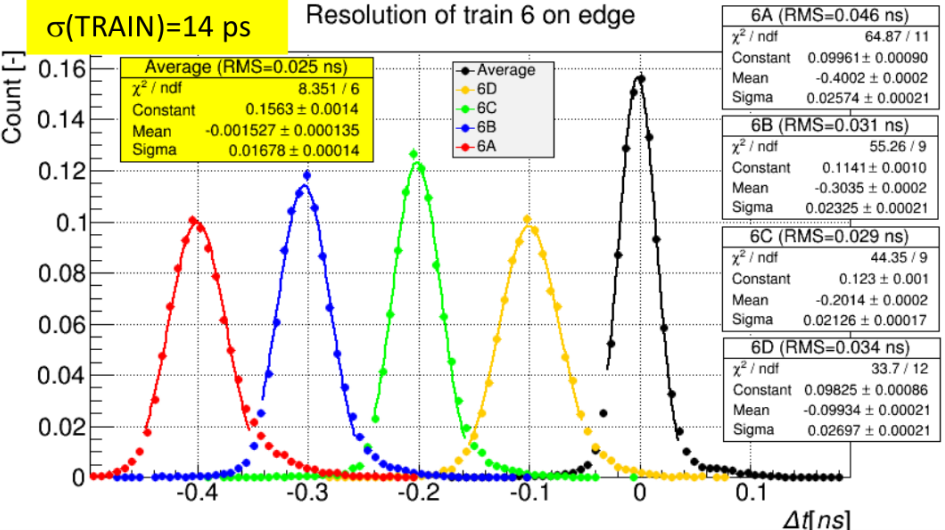 σ(TRAIN)=14 ps
Resolution of train 6 on edge
Count [-]
0.16
0.14
0.12
0.1
0.08
0.06
0.04
0.02
0
-0.4
-0.3
-0.2
-0.1
0
0.1
Δt[ns]
Average (RMS=0.025 ns)
χ² / ndf 8.351 / 6
Constant 0.1563 ± 0.0014
Mean -0.001527 ± 0.000135
Sigma 0.01678 ± 0.00014
Average
6D
6C
6B
6A
6A (RMS=0.046 ns)
χ² / ndf 64.87 / 11
Constant 0.09961 ± 0.00090
Mean -0.4002 ± 0.0002
Sigma 0.02574 ± 0.00021
6B (RMS=0.031 ns)
χ² / ndf 55.26 / 9
Constant 0.1141 ± 0.0010
Mean -0.3035 ± 0.0002
Sigma 0.02325 ± 0.00021
6C (RMS=0.029 ns)
χ² / ndf 44.35 / 9
Constant 0.123 ± 0.001
Mean -0.2014 ± 0.0002
Sigma 0.02126 ± 0.00017
6D (RMS=0.034 ns)
χ² / ndf 33.7 / 12
Constant 0.09825 ± 0.00086
Mean -0.09934 ± 0.00021
Sigma 0.02697 ± 0.00021